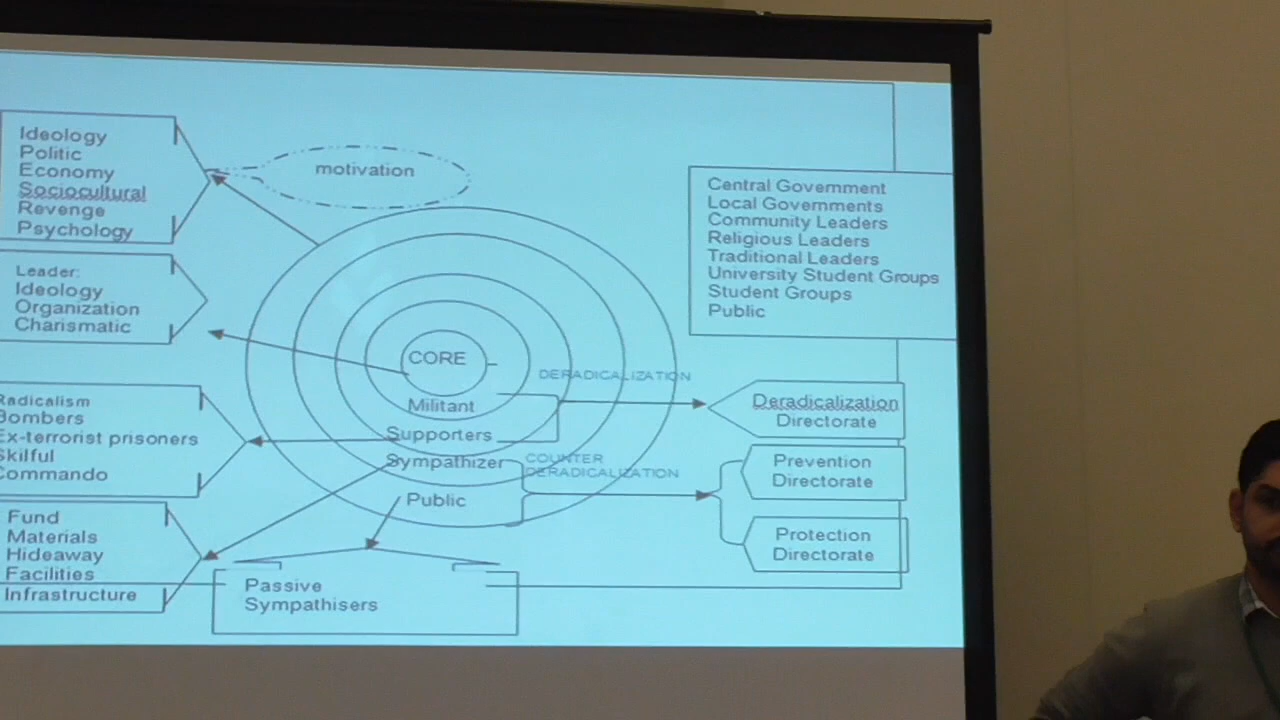 Ideology
Politic
Economy
Sociocultural
Revenge
Psychology
motivation
Leader:
Ideology
Organization
Charismatic
Radicalism
Bombers
Ex-terrorist prisoners
Skilful
Commando
Fund
Materials
Hideaway
Facilities
Infrastructure
CORE
Militant
Supporters
Sympathizer
Public
Passive
Sympathisers
DERADICALIZATION
COUNTER
DERADICALIZATION
Central Government
Local Governments
Community Leaders
Religious Leaders
Traditional Leaders
University Student Groups
Student Groups
Public
Deradicalization
Directorate
Prevention
Directorate
Protection
Directorate